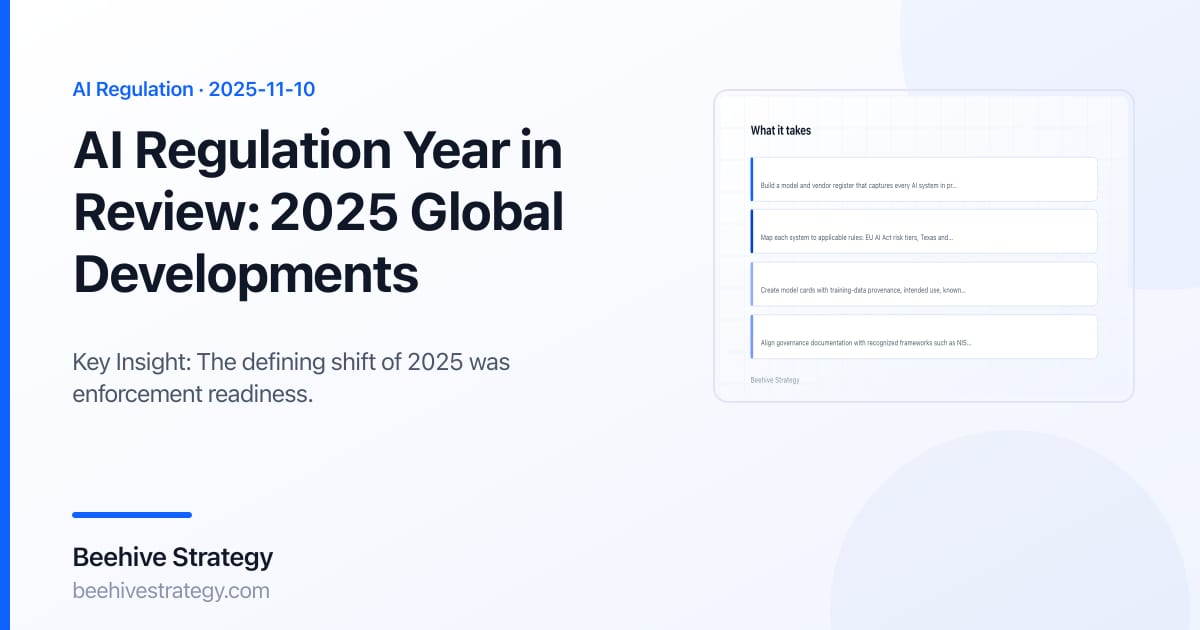 AI Regulation · 2025-11-10
AI Regulation Year in
Review: 2025 Global
Developments
Key Insight: The defining shift of 2025 was
enforcement readiness.
Beehive Strategy
beehivestrategy.com
What it takes
Build a model and vendor register that captures every AI system in pr...
Map each system to applicable rules: EU AI Act risk tiers, Texas and...
Create model cards with training-data provenance, intended use, known...
Align governance documentation with recognized frameworks such as NIS...
Beehive Strategy